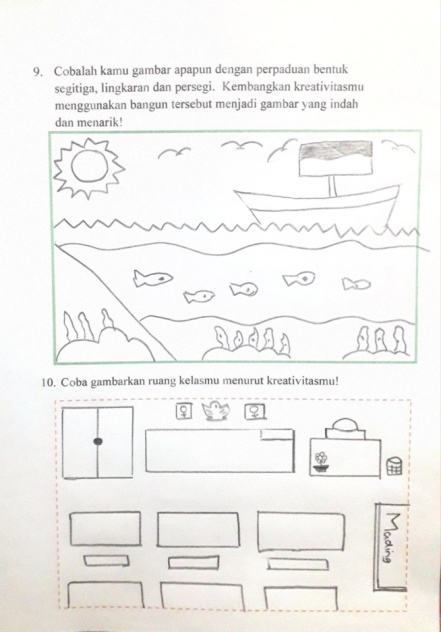 9. Cobalah kamu gambar apapun dengan perpaduan bentuk
segitiga, lingkaran dan persegi. Kembangkan kreativitasmu
menggunakan bangun tersebut menjadi gambar yang indah
dan menarik!
10. Coba gambarkan ruang kelasmu menurut kreativitasmu!
Mading